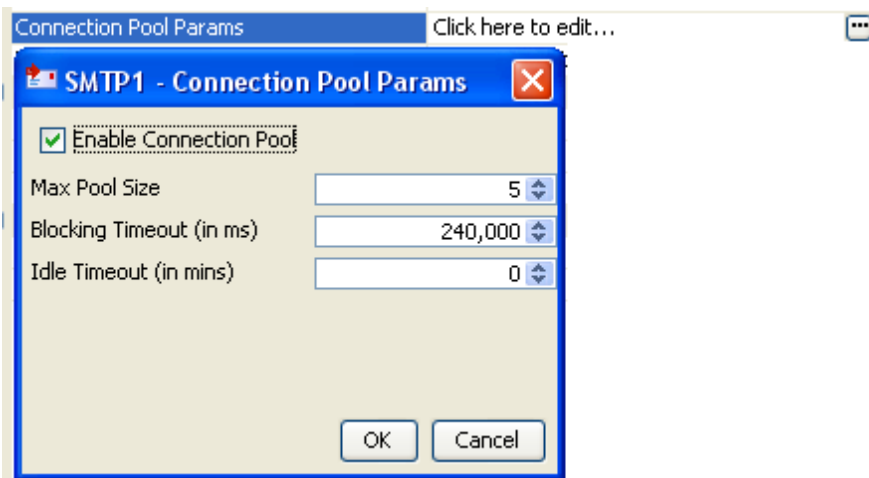 Connection Pool Params Click here to edit...
SMTP1 - Connection Pool Params
Enable Connection Pool
Max Pool Size 5
Blocking Timeout (in ms) 240,000
Idle Timeout (in mins) 0
OK Cancel